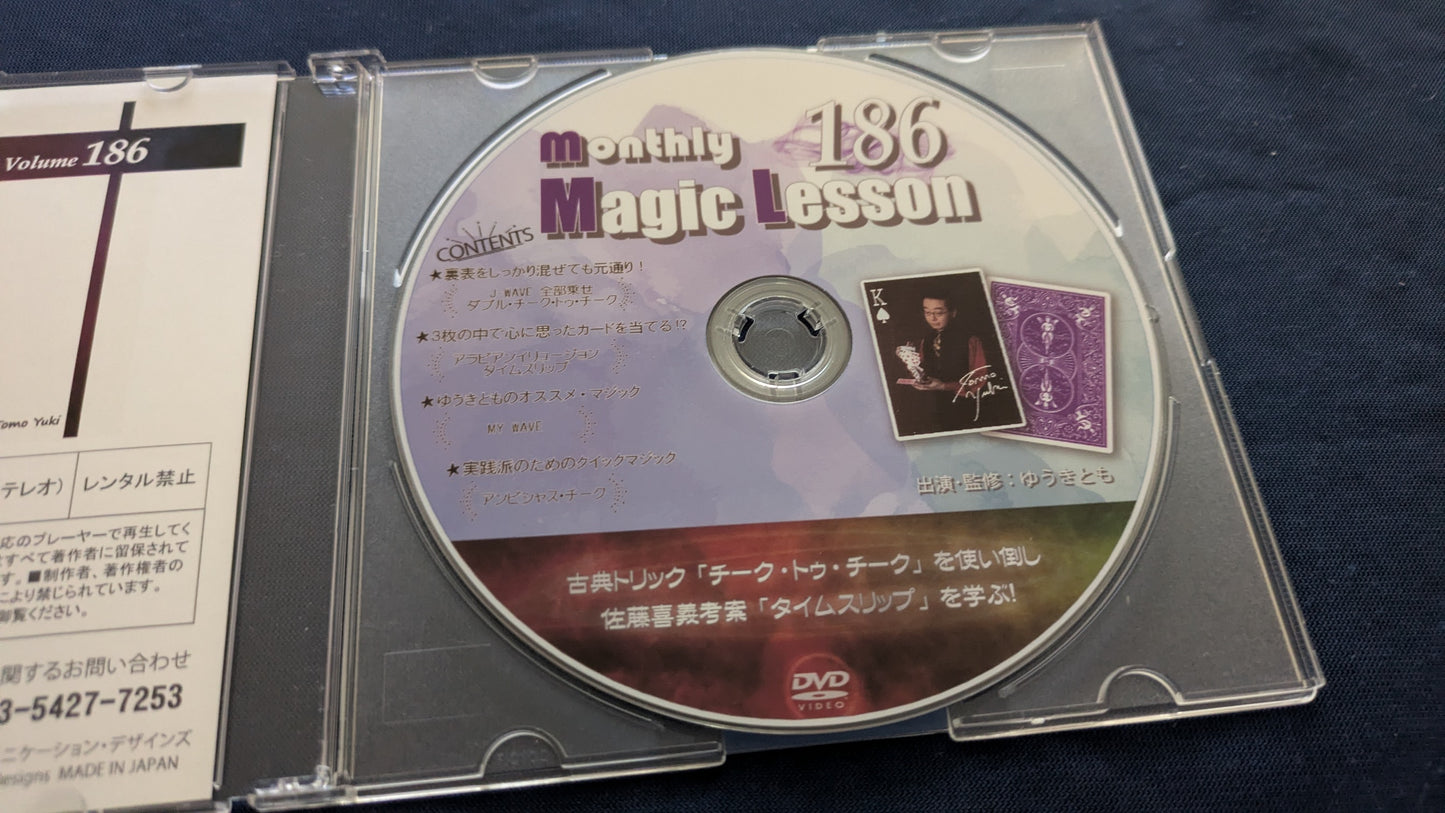 Volume 186
Tomo Yuki
テレオ）
レンタル禁止
応のプレーヤーで再生してく
はすべて著作者に留保されて
す。■制作者、著作権者の
により禁じられています。
御覧ください。
関するお問い合わせ
3-5427-7253
ニケーション・デザインズ
Designs MADE IN JAPAN
Monthly 186
Magic Lesson
CONTENTS
★裏表をしっかり混ぜても元通り！
J WAVE 全部乗せ
ダブル・チーク・トゥ・チーク
★3枚の中で心に思ったカードを当てる!?
アラビアンイリュージョン
タイムスリップ
★ゆうきとものオススメ・マジック
MY WAVE
★実践派のためのクイックマジック
アンビシャス・チーク
K
Tomo
Yuki
出演・監修：ゆうきとも
古典トリック「チーク・トゥ・チーク」を使い倒し
佐藤喜義考案「タイムスリップ」を学ぶ!
DVD
VIDEO